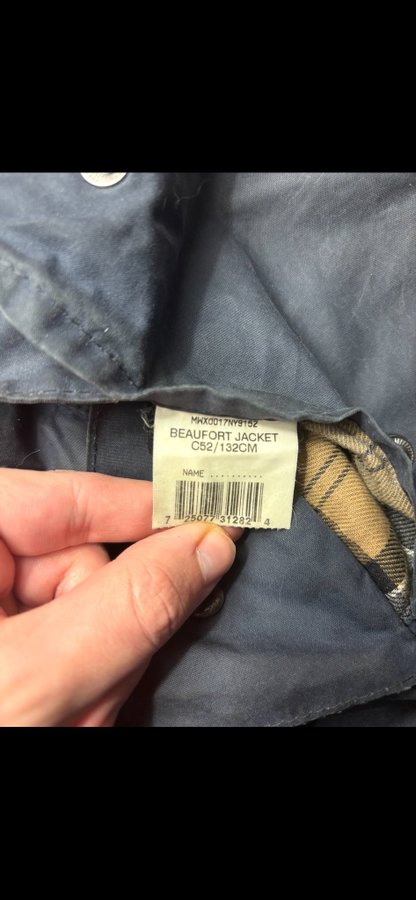 MWX0017NY9152
BEAUFORT JACKET
C52/132CM
NAME ..........
7 25077 31282 4